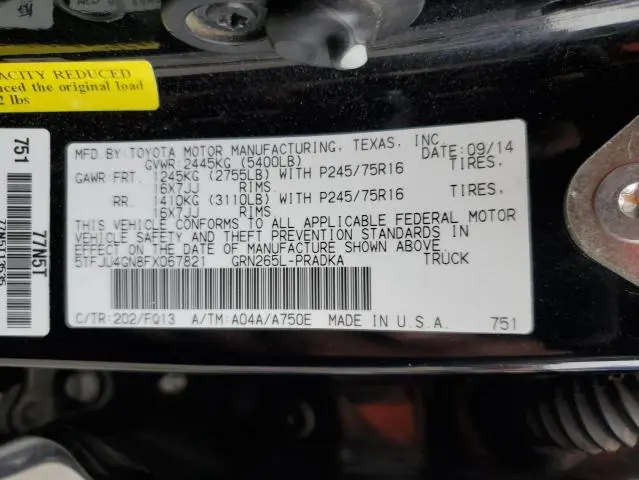 ACITY REDUCED
nced the original load
2 lbs
751
77N5T
MFD BY:TOYOTA MOTOR MANUFACTURING, TEXAS, INC.
GVWR:2445KG (5400LB) DATE:09/14
GAWR:FRT. 1245KG (2755LB) WITH P245/75R16 TIRES,
16X7JJ RIMS
RR. 1410KG (3110LB) WITH P245/75R16 TIRES,
16X7JJ RIMS
THIS VEHICLE CONFORMS TO ALL APPLICABLE FEDERAL MOTOR
VEHICLE SAFETY AND THEFT PREVENTION STANDARDS IN
EFFECT ON THE DATE OF MANUFACTURE SHOWN ABOVE.
5TFJU4GN8FX067821 GRN265L-PRADKA TRUCK
C/TR:202/FQ13 A/TM:A04A/A750E MADE IN U.S.A. 751